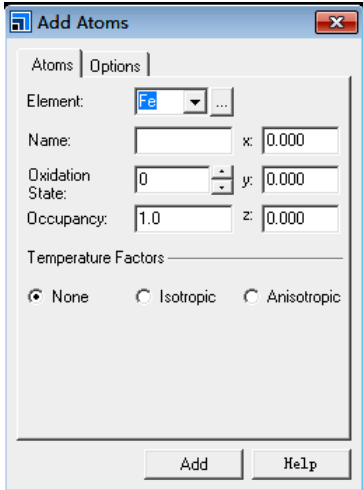 Add Atoms
Atoms Options
Element: Fe ...
Name: x: 0.000
Oxidation
State: 0 y: 0.000
Occupancy: 1.0 z: 0.000
Temperature Factors
None Isotropic Anisotropic
Add Help